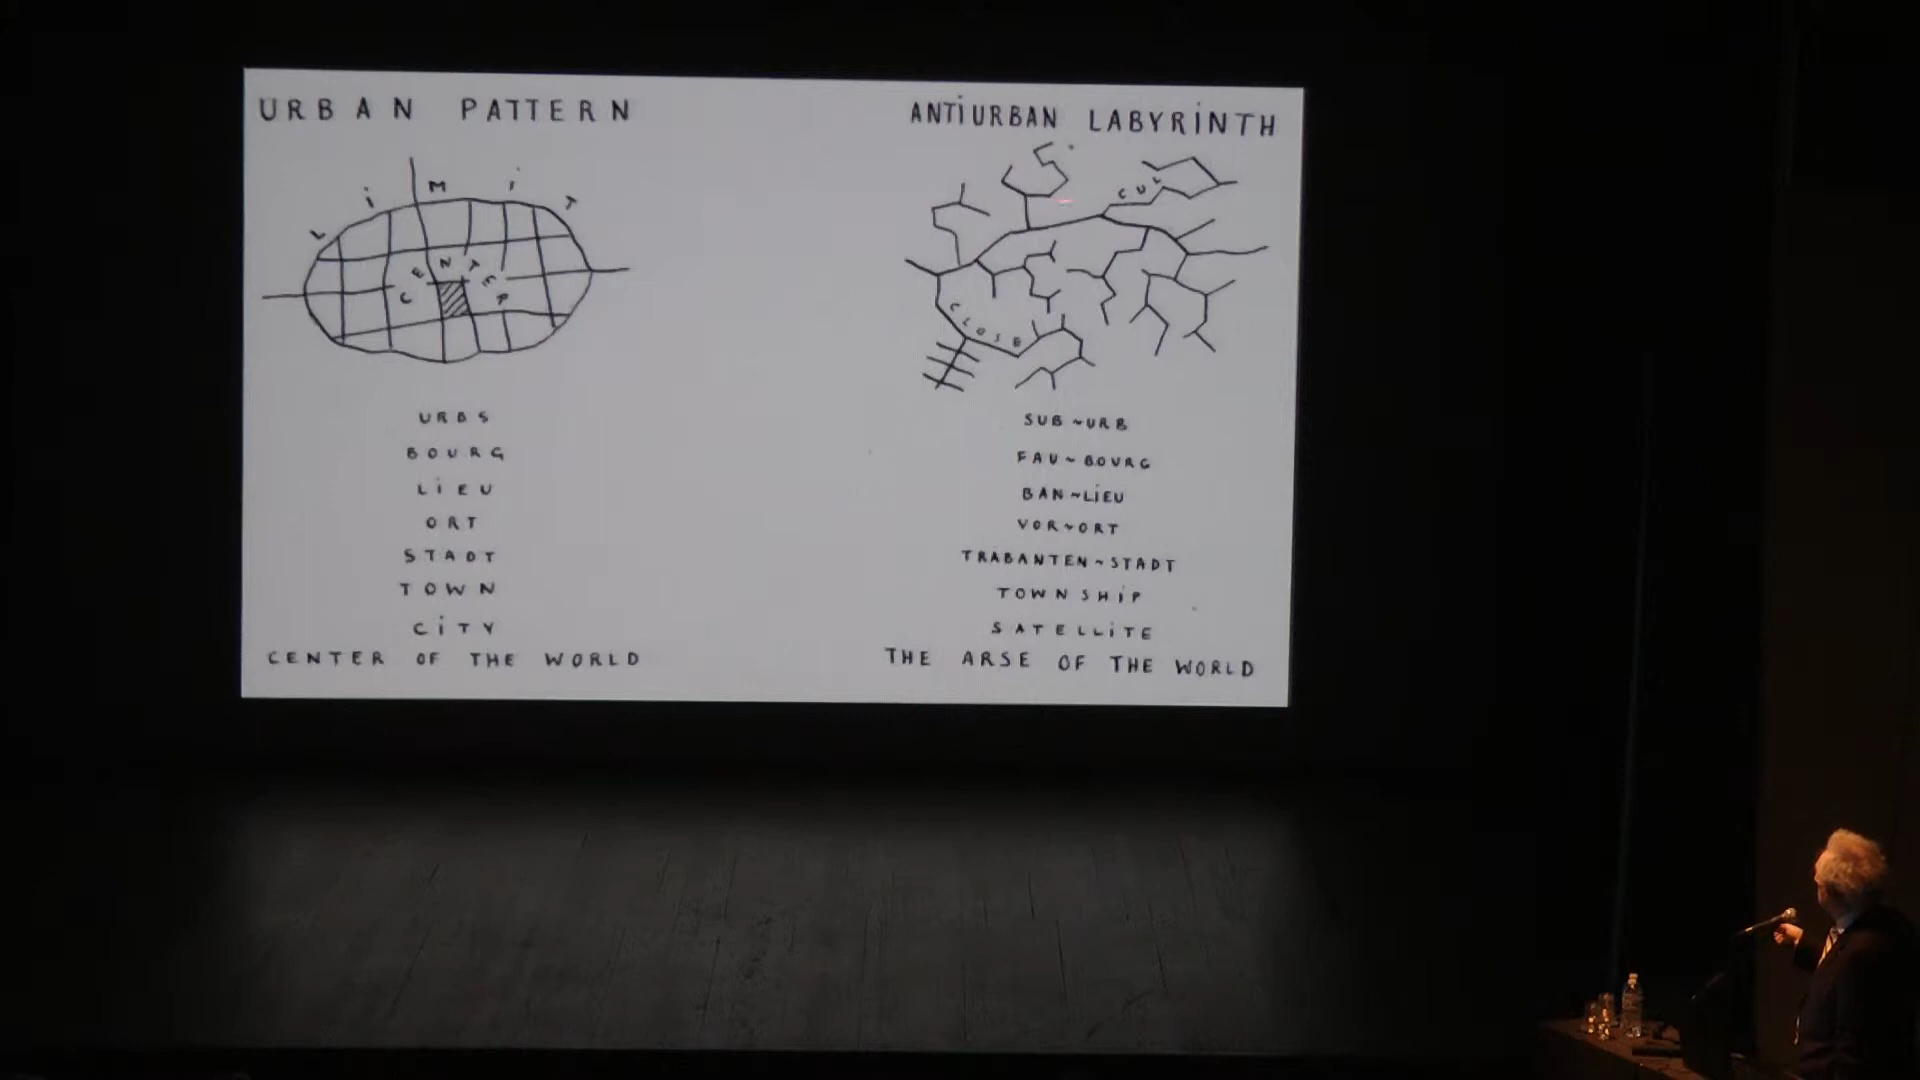 URBAN PATTERN
LiMiT
CENTER
URBS
BOURG
LiEU
ORT
STADT
TOWN
CiTY
CENTER OF THE WORLD
ANTiURBAN LABYRiNTH
CUL
CLOSE
SUB~URB
FAU~BOURG
BAN~LiEU
VOR~ORT
TRABANTEN~STADT
TOWNSHiP
SATELLiTE
THE ARSE OF THE WORLD